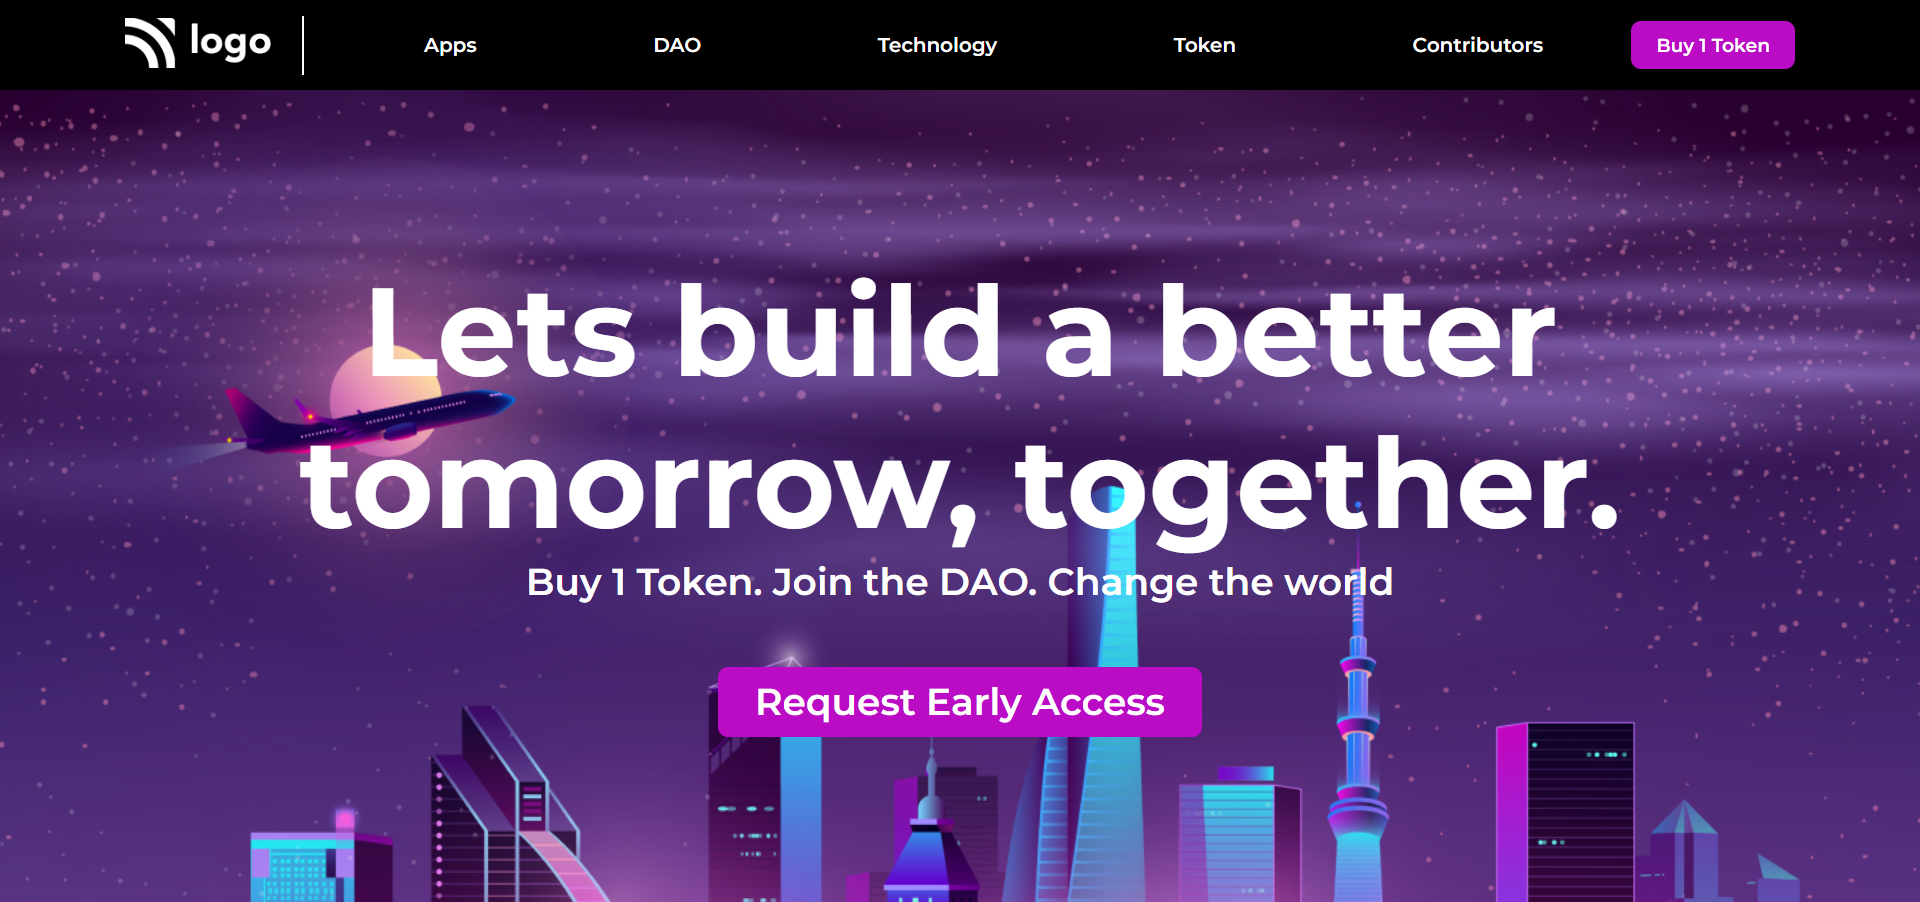 logo
Apps
DAO
Technology
Token
Contributors
Buy 1 Token
Lets build a better
tomorrow, together.
Buy 1 Token. Join the DAO. Change the world
Request Early Access